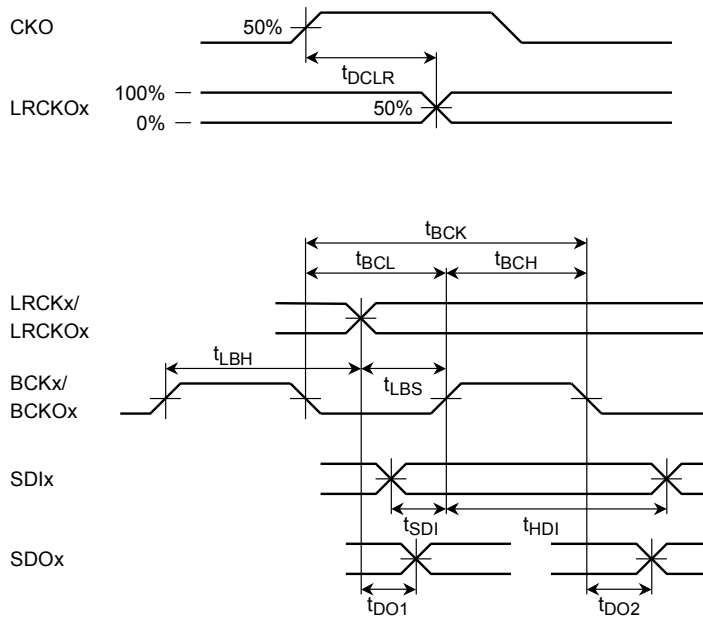 CKO
50%
tDCLR
100%
LRCKOx
50%
0%
tBCK
tBCL
tBCH
LRCKx/
LRCKOx
tLBH
tLBS
BCKx/
BCKOx
SDIx
tSDI
tHDI
SDOx
tDO1
tDO2